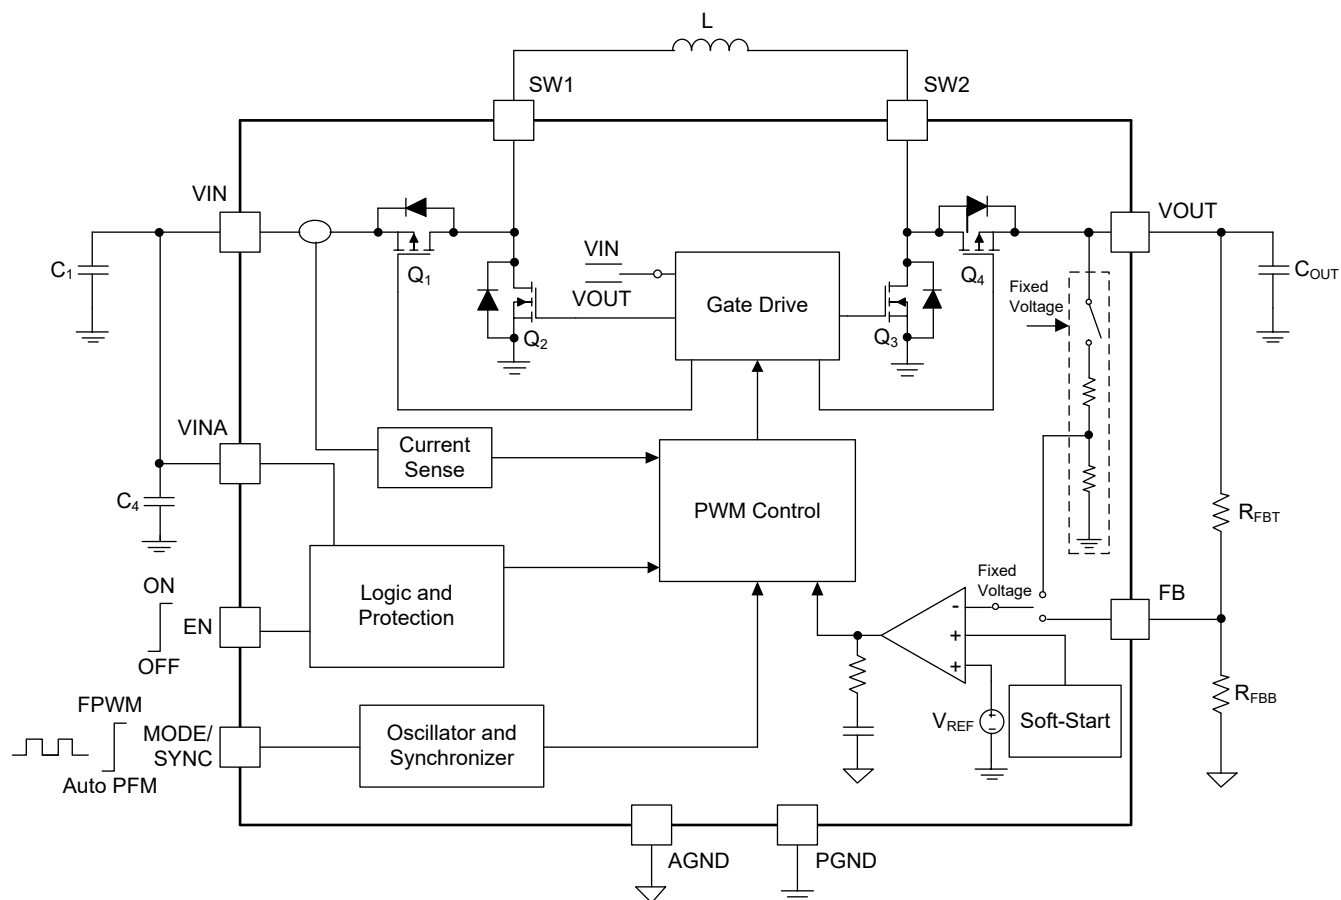 L
SW1
SW2
VIN
VOUT
C1
Q1
VIN
VOUT
Gate Drive
Q4
Fixed
Voltage
COUT
Q2
Q3
VINA
Current
Sense
C4
PWM Control
RFBT
ON
EN
OFF
Logic and
Protection
Fixed
Voltage
FB
-
+
+
FPWM
MODE/
SYNC
Auto PFM
Oscillator and
Synchronizer
VREF
+
−
Soft-Start
RFBB
AGND
PGND